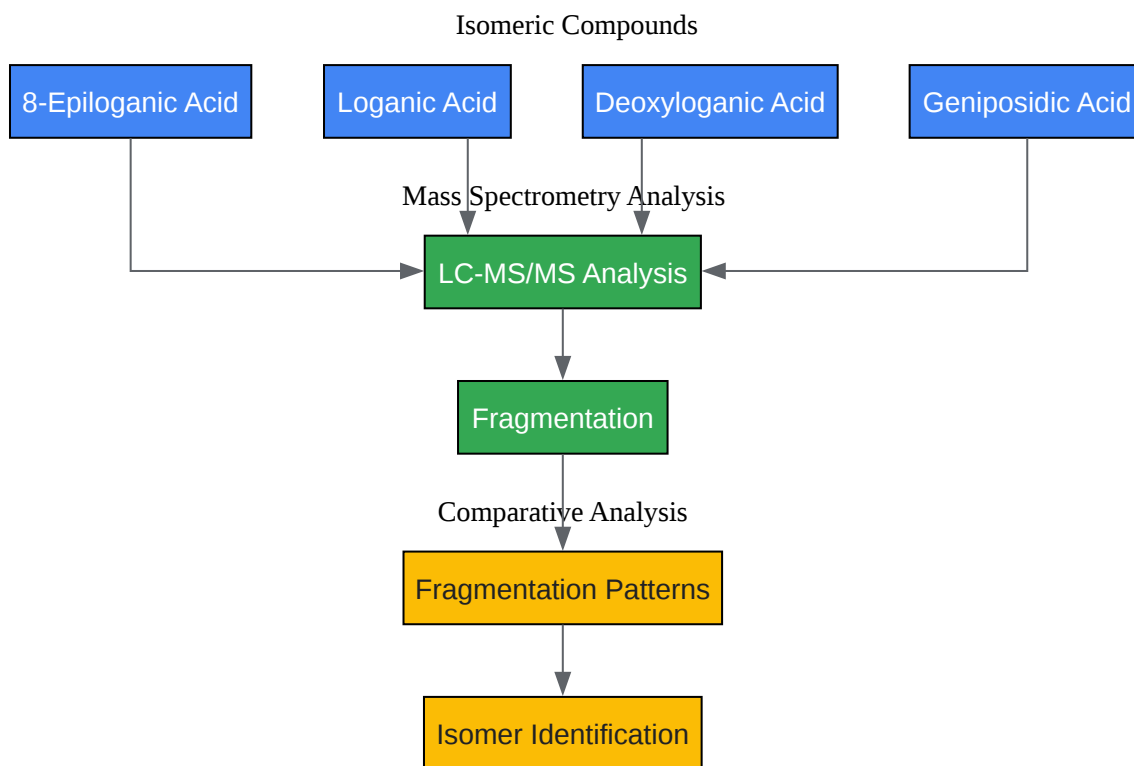 Isomeric Compounds
8-Epiloganic Acid
Loganic Acid
Deoxyloganic Acid
Geniposidic Acid
Mass Spectrometry Analysis
LC-MS/MS Analysis
Fragmentation
Comparative Analysis
Fragmentation Patterns
Isomer Identification